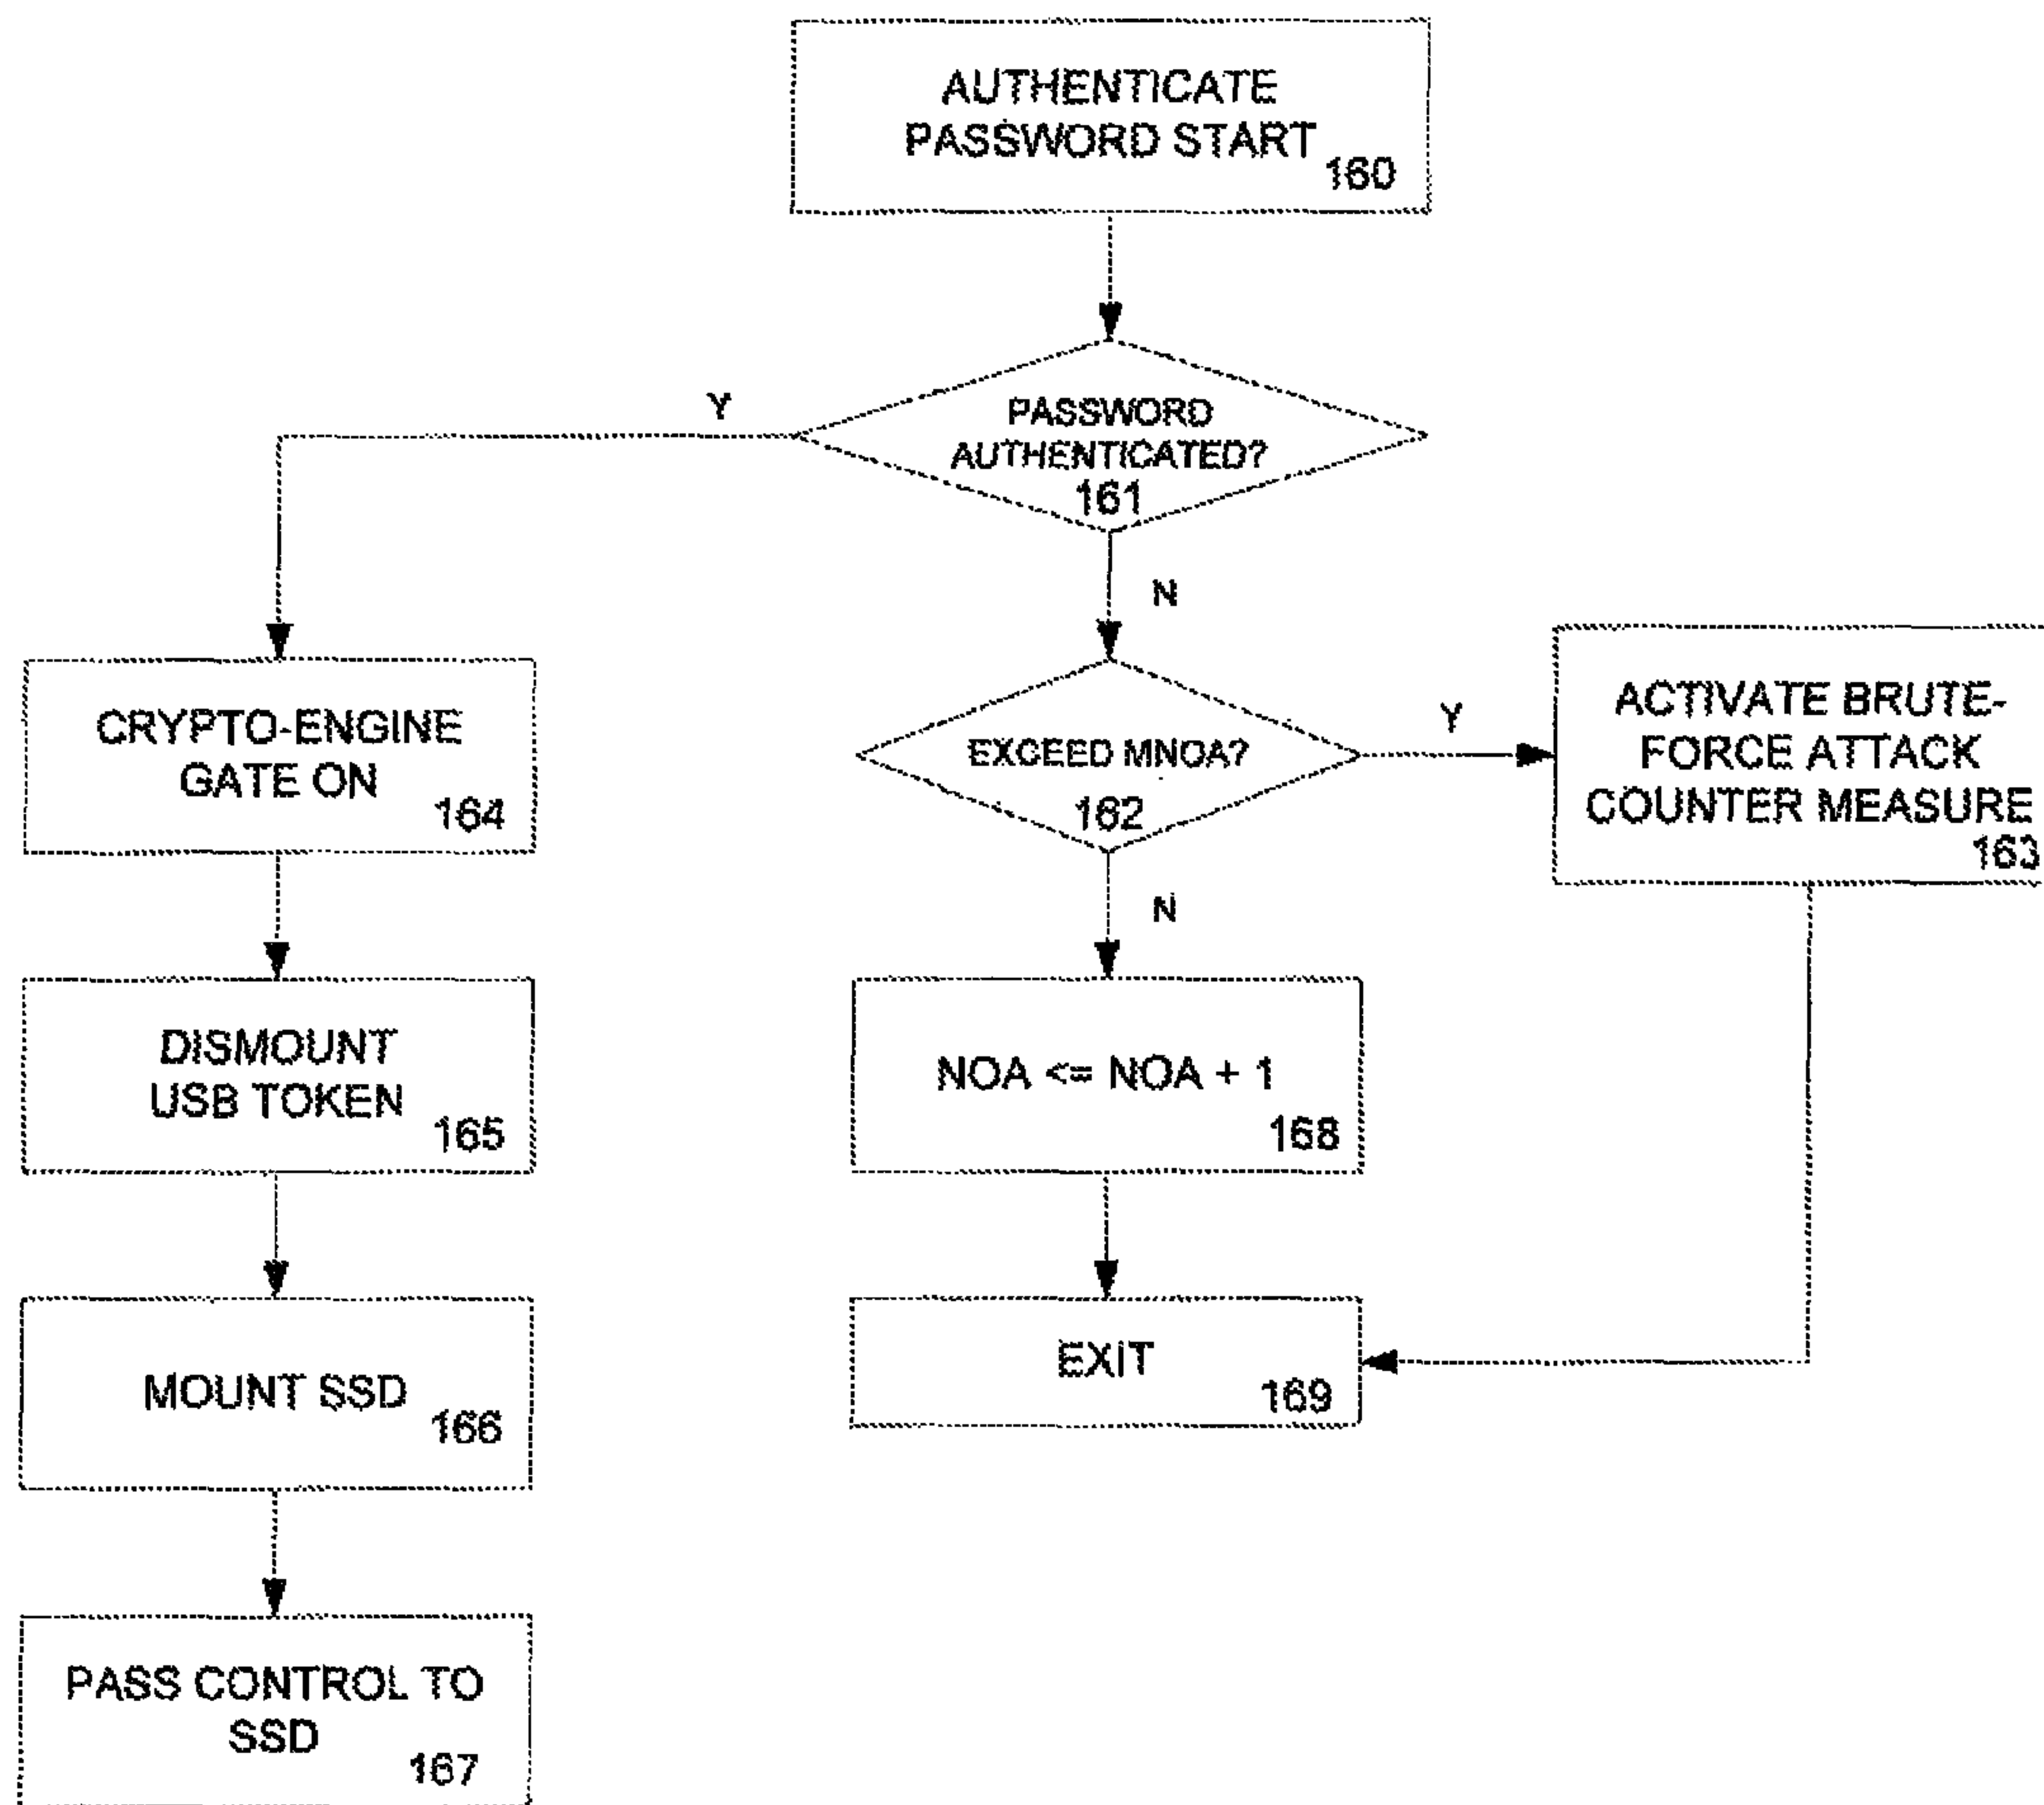 AUTHENTICATE
PASSWORD START
160
Y
PASSWORD
AUTHENTICATED?
161
N
CRYPTO-ENGINE
GATE ON
164
EXCEED MNOA?
162
Y
ACTIVATE BRUTE-
FORCE ATTACK
COUNTER MEASURE
163
N
DISMOUNT
USB TOKEN
165
NOA <= NOA + 1
168
MOUNT SSD
166
EXIT
169
PASS CONTROL TO
SSD
167